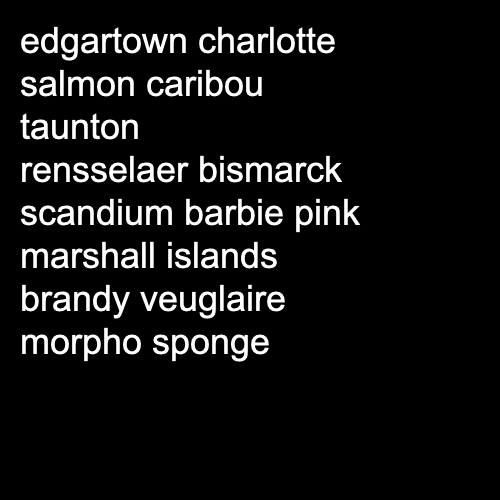 edgartown charlotte
salmon caribou
taunton
rensselaer bismarck
scandium barbie pink
marshall islands
brandy veuglaire
morpho sponge